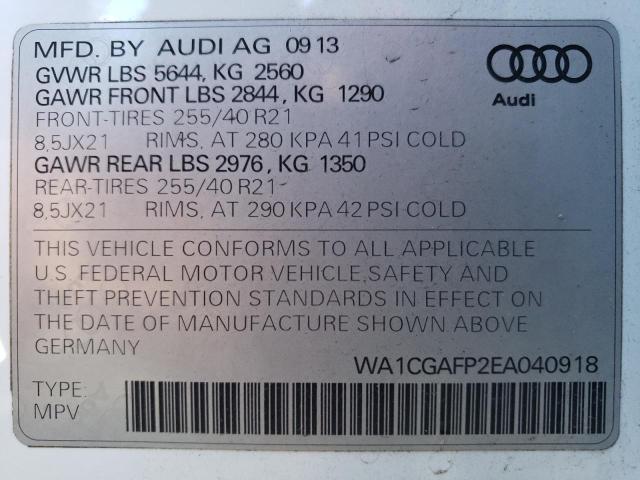 MFD. BY AUDI AG 09 13
GVWR LBS 5644, KG 2560
GAWR FRONT LBS 2844, KG 1290
FRONT-TIRES 255/40 R21
8,5JX21 RIMS, AT 280 KPA 41 PSI COLD
GAWR REAR LBS 2976, KG 1350
REAR-TIRES 255/40 R21
8,5JX21 RIMS, AT 290 KPA 42 PSI COLD
Audi
THIS VEHICLE CONFORMS TO ALL APPLICABLE
U.S. FEDERAL MOTOR VEHICLE,SAFETY AND
THEFT PREVENTION STANDARDS IN EFFECT ON
THE DATE OF MANUFACTURE SHOWN ABOVE
GERMANY
WA1CGAFP2EA040918
TYPE:
MPV